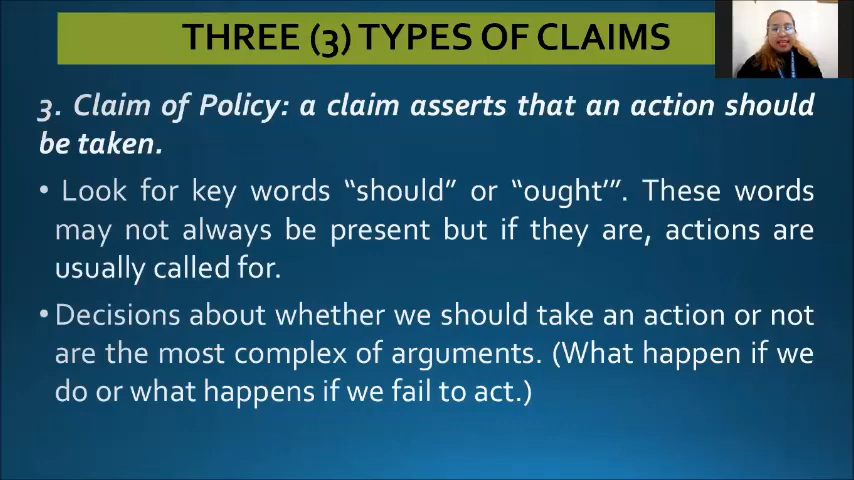 THREE (3) TYPES OF CLAIMS
3. Claim of Policy: a claim asserts that an action should
be taken.
• Look for key words “should” or “ought’”. These words
may not always be present but if they are, actions are
usually called for.
• Decisions about whether we should take an action or not
are the most complex of arguments. (What happen if we
do or what happens if we fail to act.)